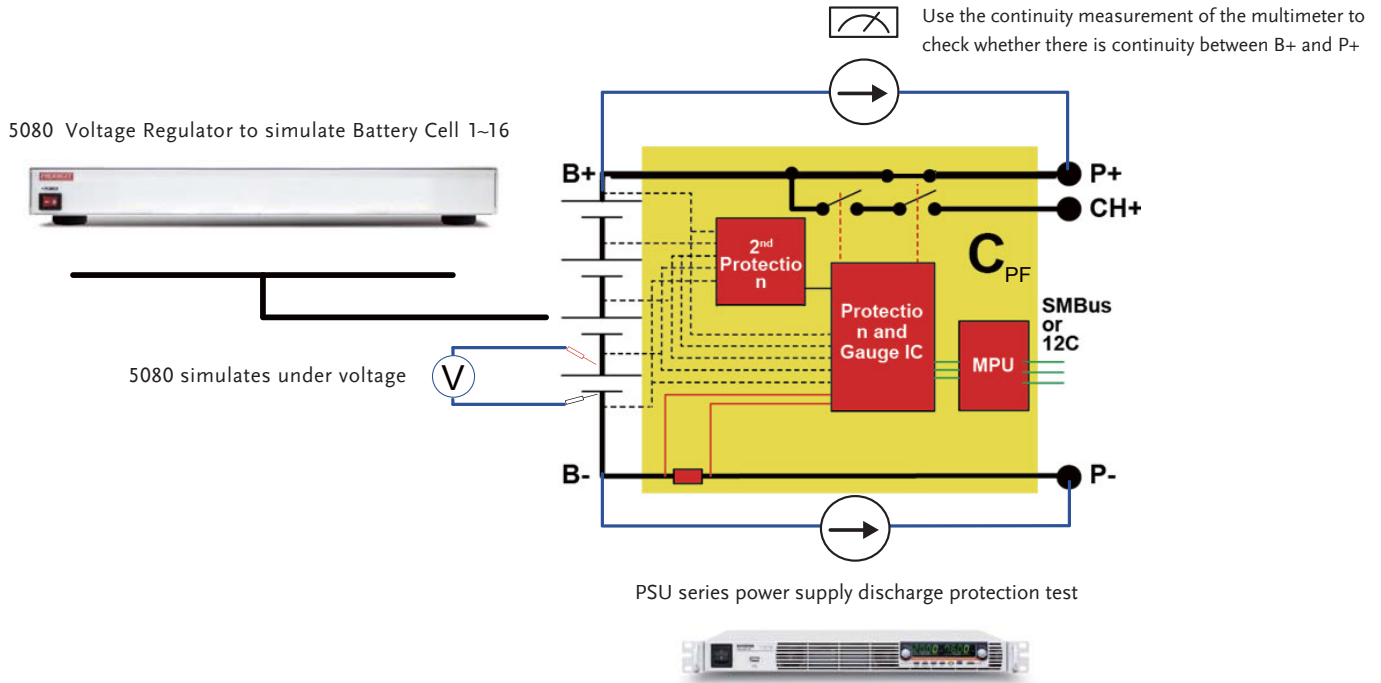 Use the continuity measurement of the multimeter to
check whether there is continuity between B+ and P+
5080 Voltage Regulator to simulate Battery Cell 1~16
B+
P+
CH+
2nd
Protectio
n
C
PF
Protectio
n and
Gauge IC
SMBus
or
12C
MPU
5080 simulates under voltage
V
B-
P-
PSU series power supply discharge protection test